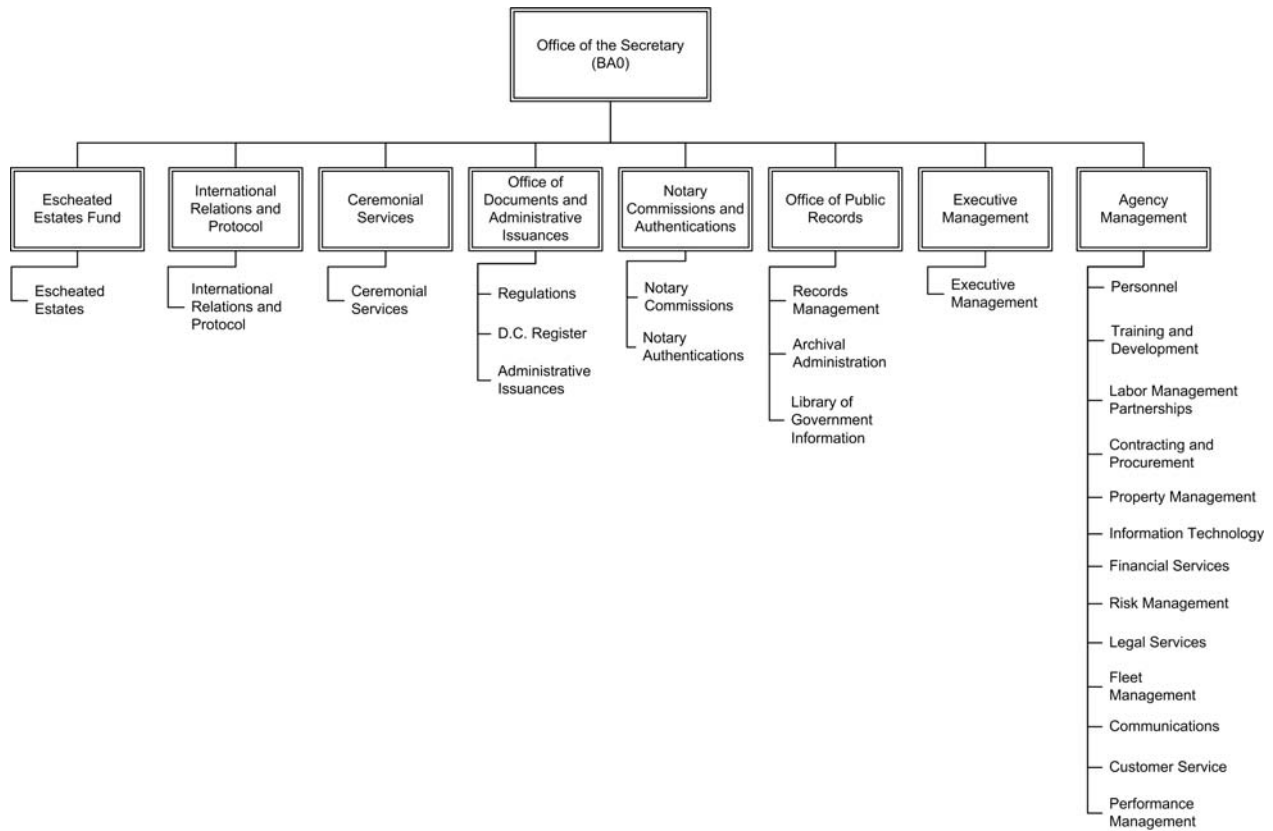 Office of the Secretary
(BA0)
Escheated
Estates Fund
International
Relations and
Protocol
Ceremonial
Services
Office of
Documents and
Administrative
Issuances
Notary
Commissions and
Authentications
Office of Public
Records
Executive
Management
Agency
Management
Escheated
Estates
International
Relations and
Protocol
Ceremonial
Services
Regulations
D.C. Register
Administrative
Issuances
Notary
Commissions
Notary
Authentications
Records
Management
Archival
Administration
Library of
Government
Information
Executive
Management
Personnel
Training and
Development
Labor Management
Partnerships
Contracting and
Procurement
Property Management
Information Technology
Financial Services
Risk Management
Legal Services
Fleet
Management
Communications
Customer Service
Performance
Management